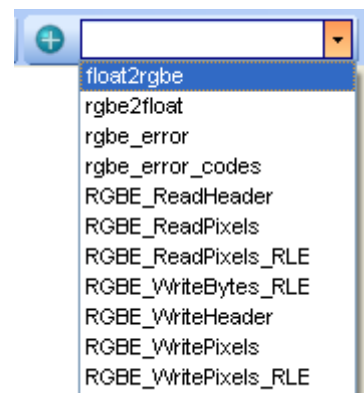 float2rgbe
rgbe2float
rgbe_error
rgbe_error_codes
RGBE_ReadHeader
RGBE_ReadPixels
RGBE_ReadPixels_RLE
RGBE_WriteBytes_RLE
RGBE_WriteHeader
RGBE_WritePixels
RGBE_WritePixels_RLE